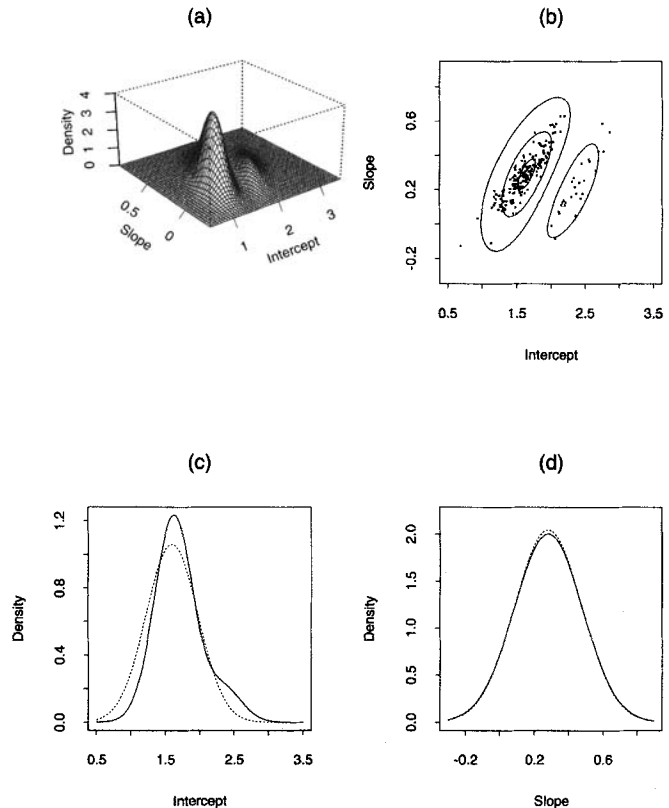 (a)
Density
0 1 2 3 4
Slope
0.5
0
Intercept
1
2
3
(b)
Slope
-0.2 0.2 0.6
0.5 1.5 2.5 3.5
Intercept
(c)
Density
0.0 0.4 0.8 1.2
0.5 1.5 2.5 3.5
Intercept
(d)
Density
0.0 0.5 1.0 1.5 2.0
-0.2 0.2 0.6
Slope